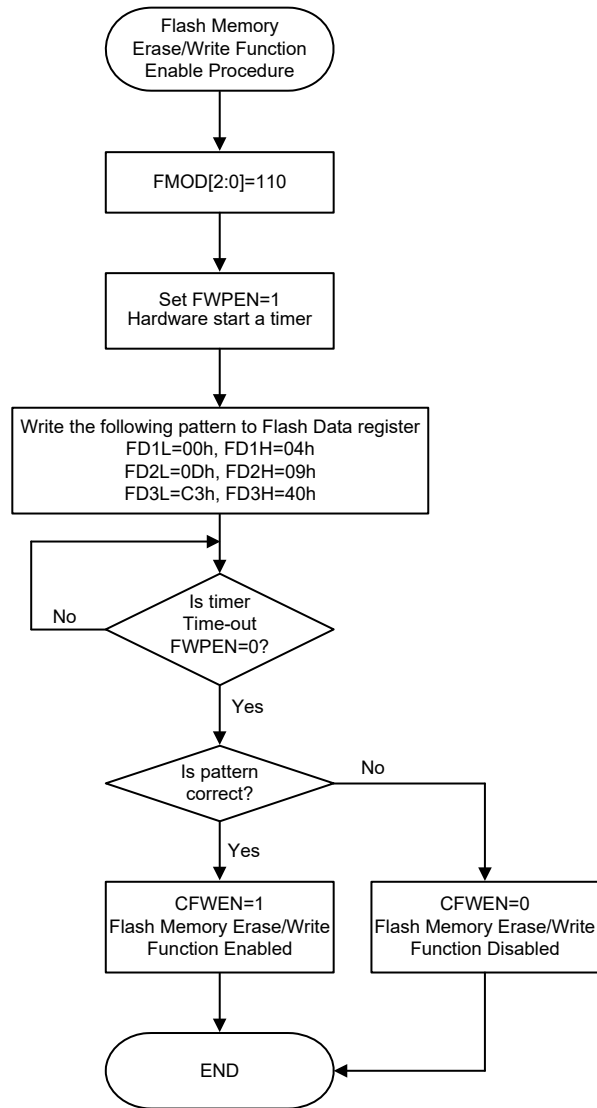 Flash Memory
Erase/Write Function
Enable Procedure
FMOD[2:0]=110
Set FWPEN=1
Hardware start a timer
Write the following pattern to Flash Data register
FD1L=00h, FD1H=04h
FD2L=0Dh, FD2H=09h
FD3L=C3h, FD3H=40h
Is timer
Time-out
FWPEN=0?
No
Yes
Is pattern
correct?
No
Yes
CFWEN=1
Flash Memory Erase/Write
Function Enabled
CFWEN=0
Flash Memory Erase/Write
Function Disabled
END